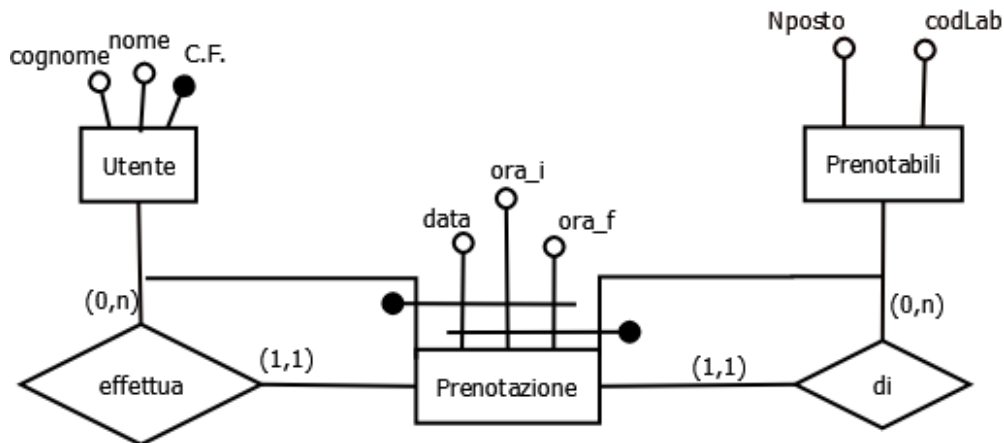 cognome
nome
C.F.
Nposto
codLab
Utente
Prenotabili
ora_i
data
ora_f
(0,n)
(0,n)
(1,1)
(1,1)
effettua
Prenotazione
di